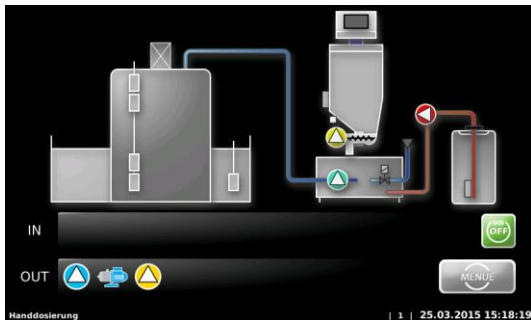 IN
OFF
OUT
MENUE
Handdosierung | 1 | 25.03.2015 15:18:19